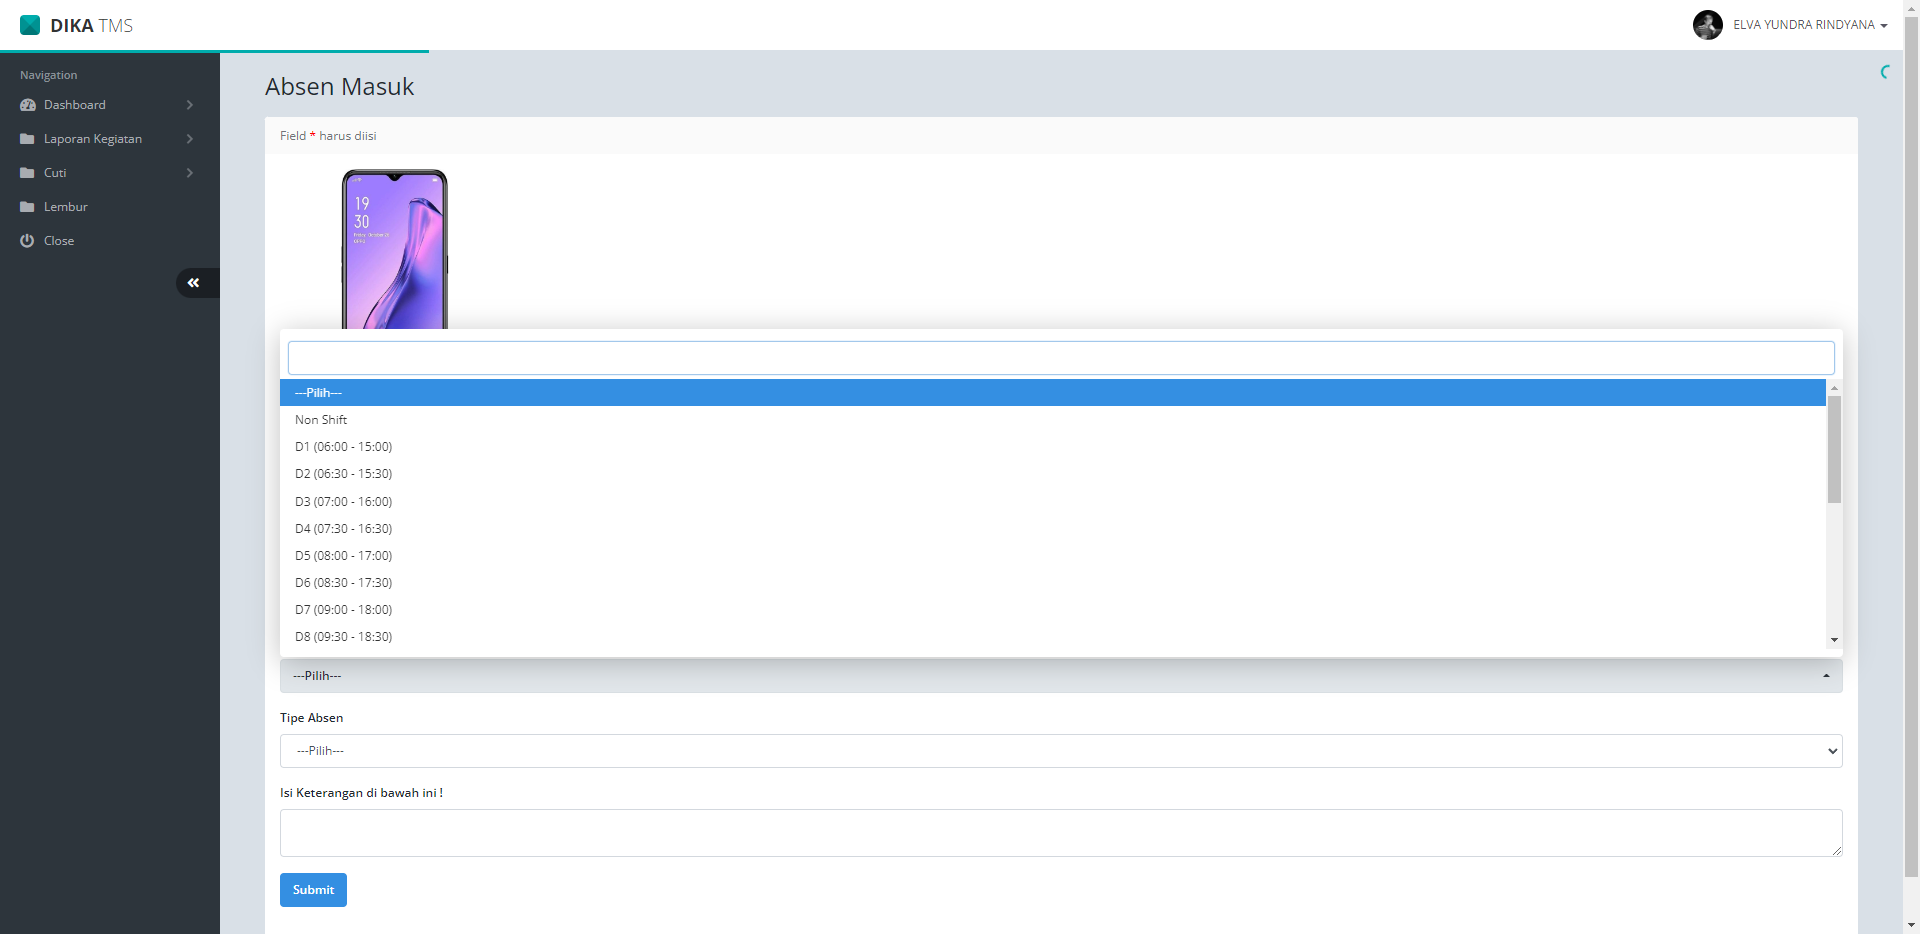 DIKA TMS
ELVA YUNDRA RINDYANA
Navigation
Dashboard
Laporan Kegiatan
Cuti
Lembur
Close
Absen Masuk
Field * harus diisi
19
30
---Pilih---
Non Shift
D1 (06:00 - 15:00)
D2 (06:30 - 15:30)
D3 (07:00 - 16:00)
D4 (07:30 - 16:30)
D5 (08:00 - 17:00)
D6 (08:30 - 17:30)
D7 (09:00 - 18:00)
D8 (09:30 - 18:30)
---Pilih---
Tipe Absen
---Pilih---
Isi Keterangan di bawah ini !
Submit